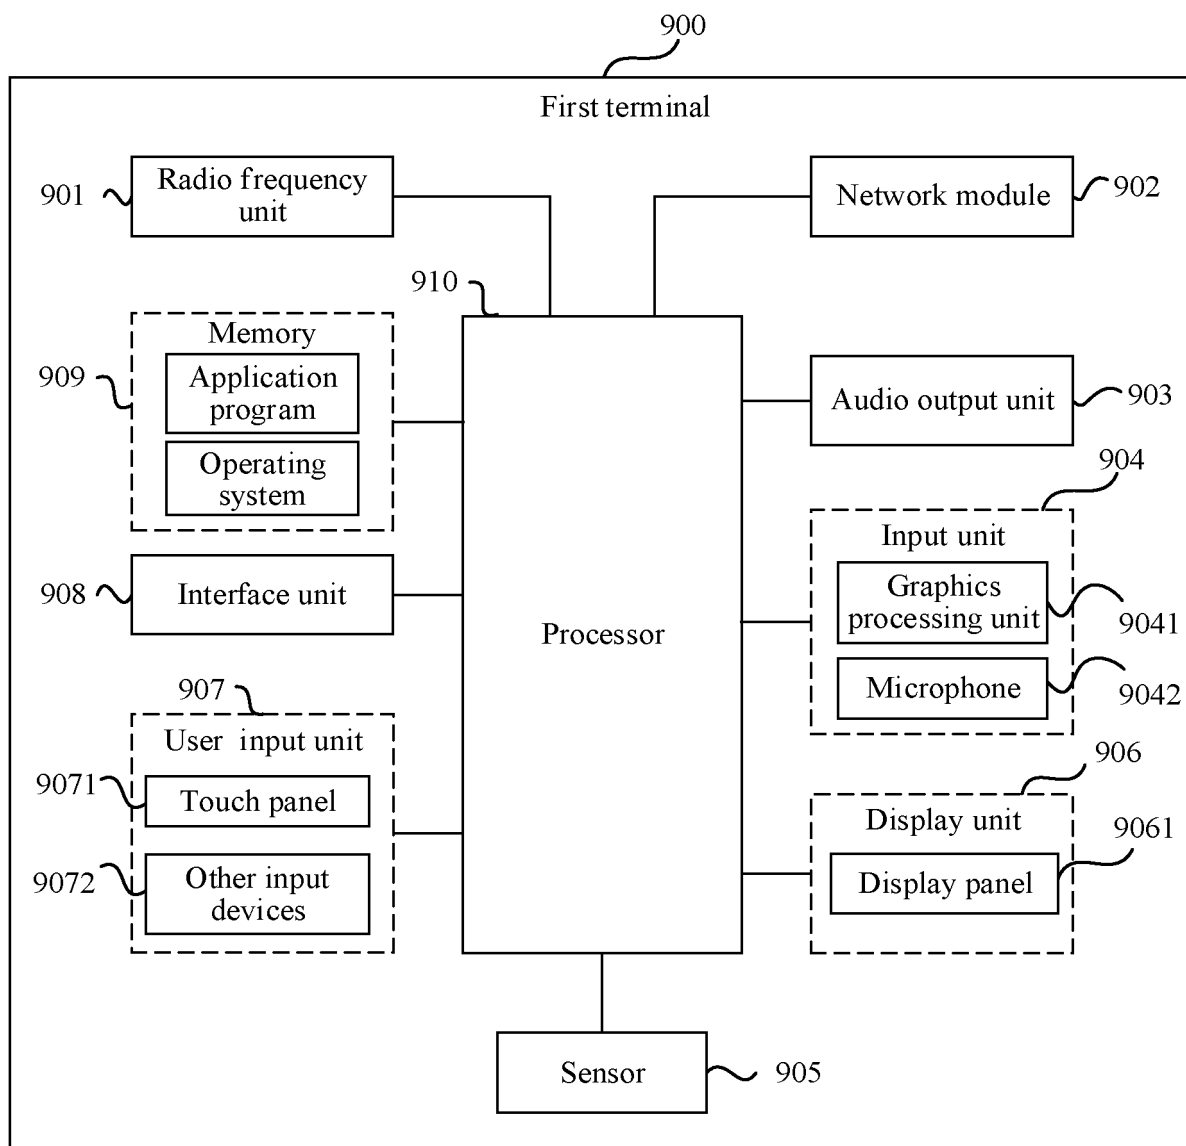 900
First terminal
901
Radio frequency
unit
Network module
902
910
909
Memory
Application
program
Operating
system
Audio output unit
903
904
Input unit
Graphics
processing unit
9041
Microphone
9042
908
Interface unit
Processor
907
User input unit
9071
Touch panel
9072
Other input
devices
906
Display unit
9061
Display panel
Sensor
905